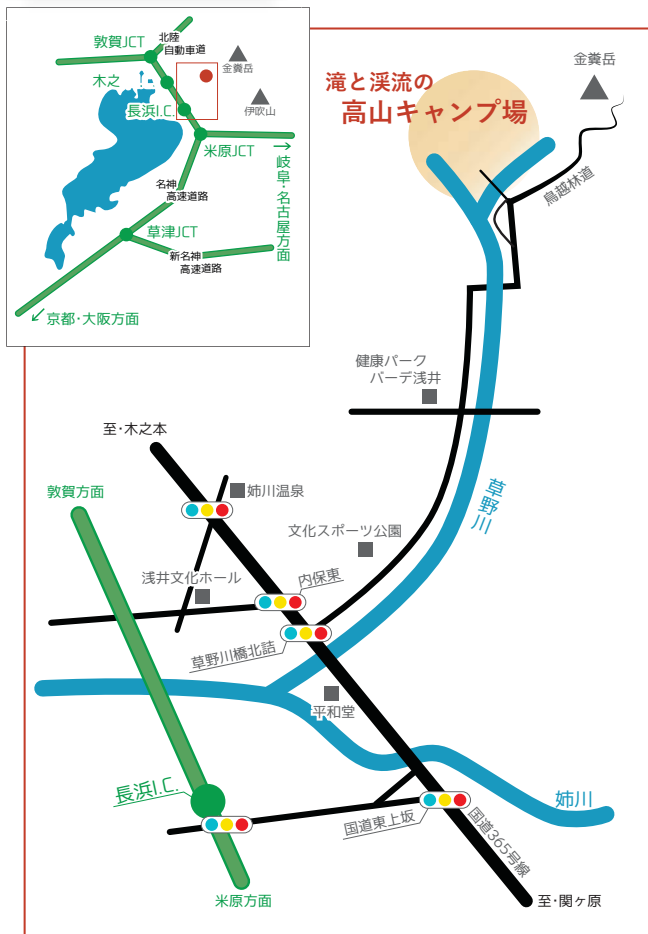 敦賀JCT
北陸
自動車道
金糞岳
木之
長浜I.C.
伊吹山
米原JCT
→岐阜・名古屋方面
名神
高速道路
草津JCT
新名神
高速道路
↙京都・大阪方面
滝と渓流の
高山キャンプ場
金糞岳
鳥越林道
健康パーク
バーデ浅井
至・木之本
敦賀方面
姉川温泉
草野川
文化スポーツ公園
浅井文化ホール
内保東
草野川橋北詰
平和堂
長浜I.C.
姉川
国道東上坂
国道365号線
米原方面
至・関ヶ原